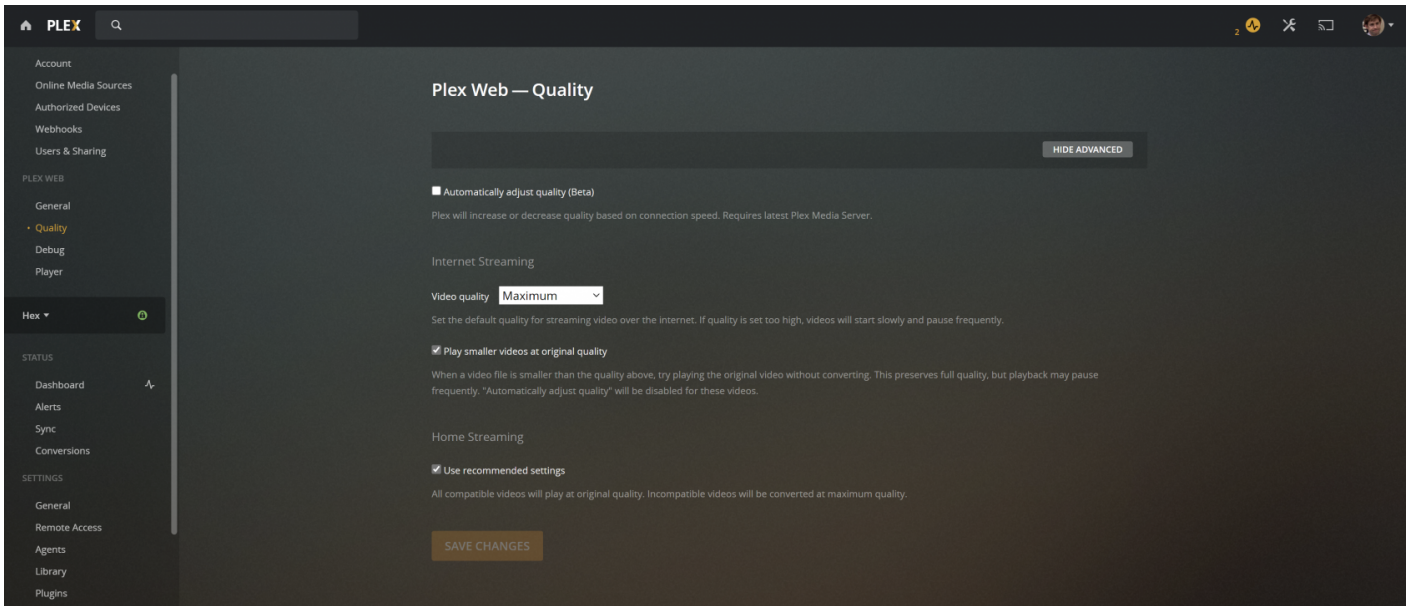 PLEX
2
Account
Online Media Sources
Authorized Devices
Webhooks
Users & Sharing
PLEX WEB
General
Quality
Debug
Player
Hex
STATUS
Dashboard
Alerts
Sync
Conversions
SETTINGS
General
Remote Access
Agents
Library
Plugins
Plex Web — Quality
HIDE ADVANCED
Automatically adjust quality (Beta)
Plex will increase or decrease quality based on connection speed. Requires latest Plex Media Server.
Internet Streaming
Video quality Maximum
Set the default quality for streaming video over the internet. If quality is set too high, videos will start slowly and pause frequently.
Play smaller videos at original quality
When a video file is smaller than the quality above, try playing the original video without converting. This preserves full quality, but playback may pause
frequently. "Automatically adjust quality" will be disabled for these videos.
Home Streaming
Use recommended settings
All compatible videos will play at original quality. Incompatible videos will be converted at maximum quality.
SAVE CHANGES